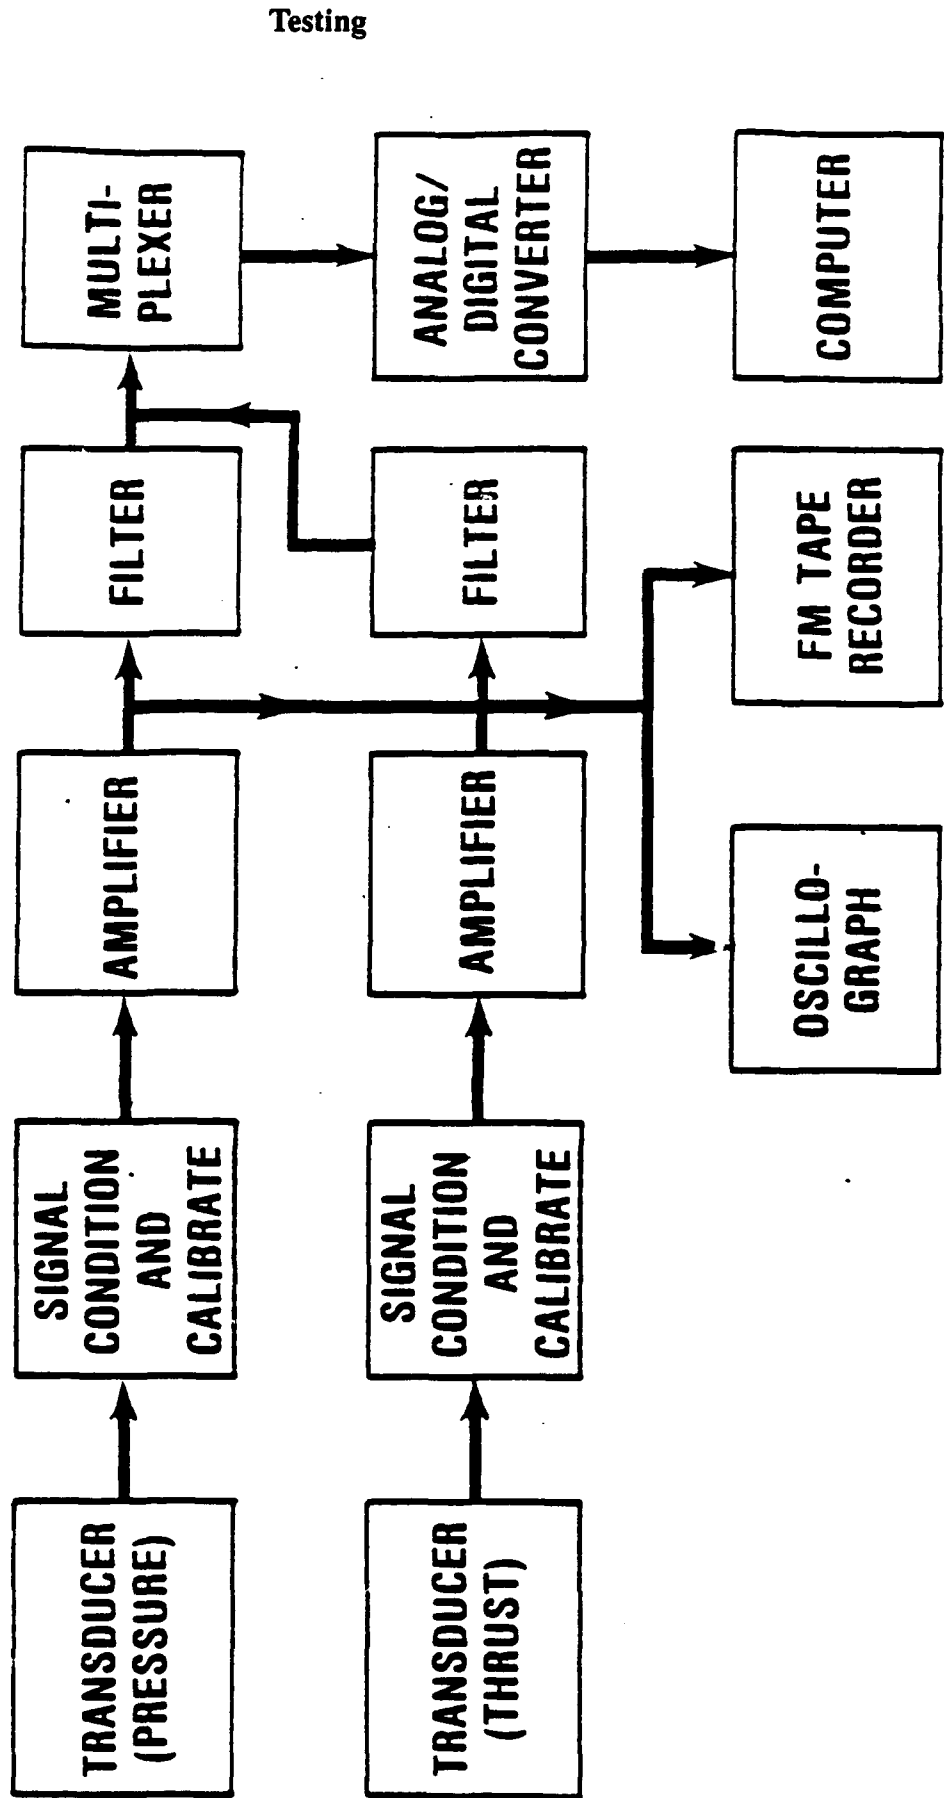 Testing
TRANSDUCER
(PRESSURE)
SIGNAL
CONDITION
AND
CALIBRATE
AMPLIFIER
FILTER
MULTI-
PLEXER
TRANSDUCER
(THRUST)
SIGNAL
CONDITION
AND
CALIBRATE
AMPLIFIER
FILTER
ANALOG/
DIGITAL
CONVERTER
OSCILLO-
GRAPH
FM TAPE
RECORDER
COMPUTER